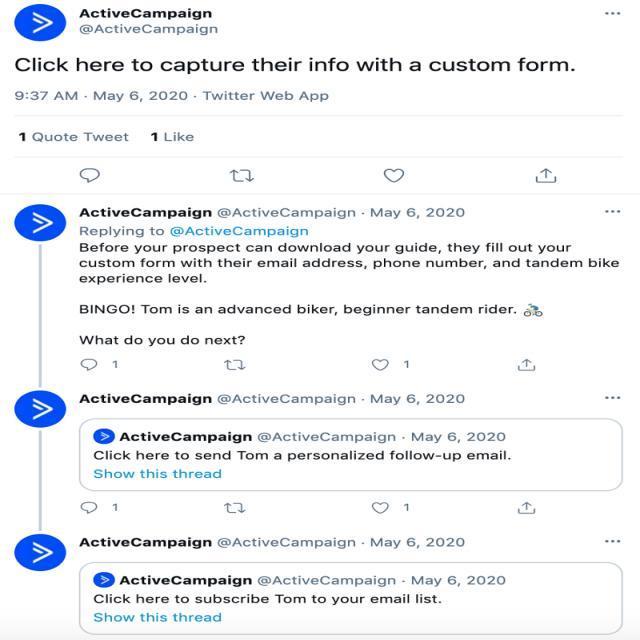 ActiveCampaign
@ActiveCampaign
Click here to capture their info with a custom form.
9:37 AM · May 6, 2020 · Twitter Web App
1 Quote Tweet 1 Like
ActiveCampaign @ActiveCampaign · May 6, 2020
Replying to @ActiveCampaign
Before your prospect can download your guide, they fill out your
custom form with their email address, phone number, and tandem bike
experience level.
BINGO! Tom is an advanced biker, beginner tandem rider. 🚴
What do you do next?
1 1
ActiveCampaign @ActiveCampaign · May 6, 2020
ActiveCampaign @ActiveCampaign · May 6, 2020
Click here to send Tom a personalized follow-up email.
Show this thread
1 1
ActiveCampaign @ActiveCampaign · May 6, 2020
ActiveCampaign @ActiveCampaign · May 6, 2020
Click here to subscribe Tom to your email list.
Show this thread